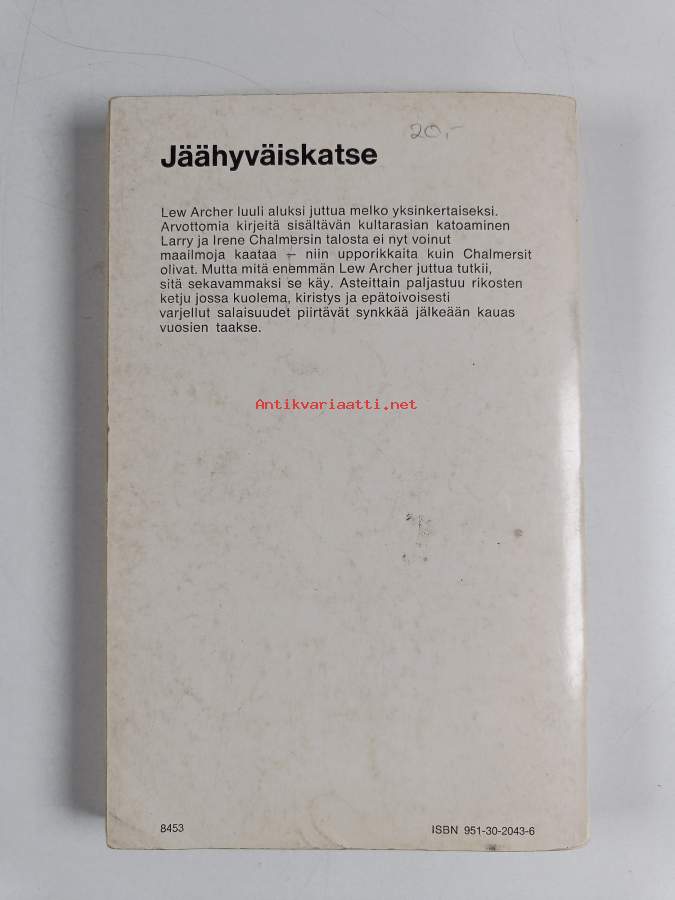 20,-
Jäähyväiskatse
Lew Archer luuli aluksi juttua melko yksinkertaiseksi.
Arvottomia kirjeitä sisältävän kultarasian katoaminen
Larry ja Irene Chalmersin talosta ei nyt voinut
maailmoja kaataa – niin upporikkaita kuin Chalmersit
olivat. Mutta mitä enemmän Lew Archer juttua tutkii,
sitä sekavammaksi se käy. Asteittain paljastuu rikosten
ketju jossa kuolema, kiristys ja epätoivoisesti
varjellut salaisuudet piirtävät synkkää jälkeään kauas
vuosien taakse.
Antikvariaatti.net
8453
ISBN 951-30-2043-6